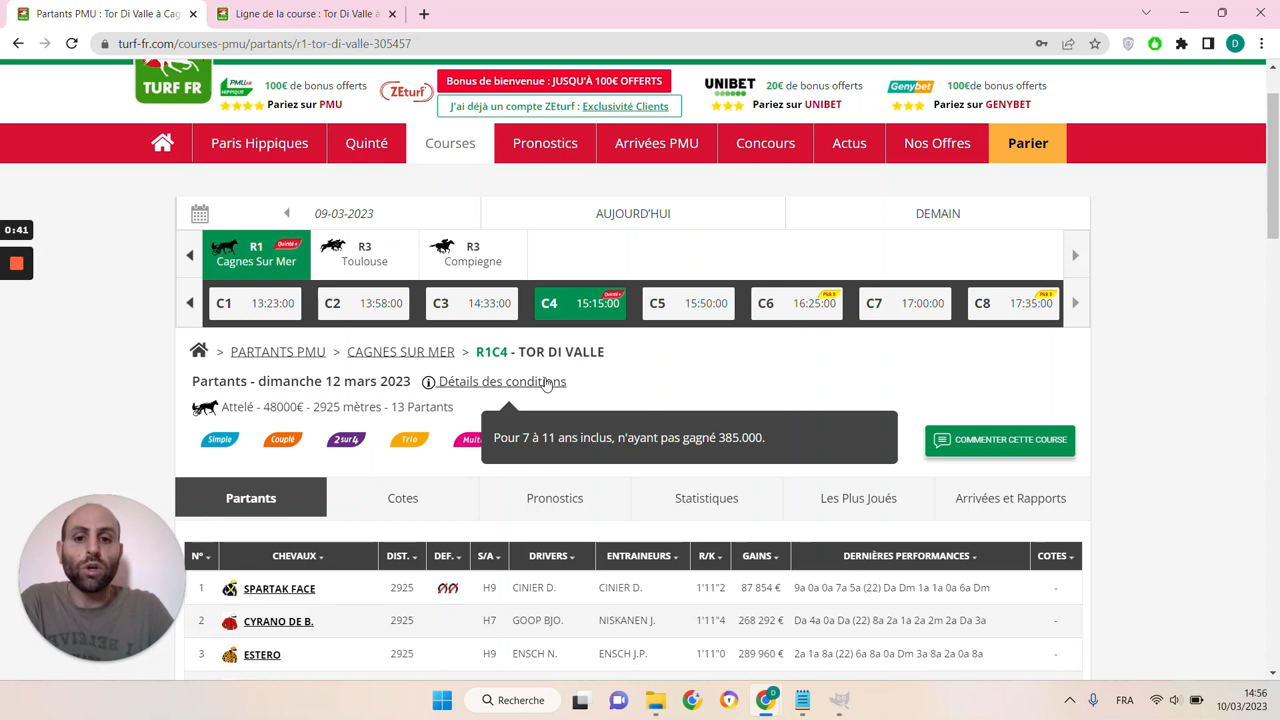 Partants PMU : Tor Di Valle à Cag
Ligne de Tor Di Valle à
turf-fr.com/courses-pmu/partants/r1-tor-di-valle-305457
D
TURF FR
100€ de bonus offerts
Pariez sur PMU
ZEturf
Bonus de bienvenue : JUSQU'À 100€ OFFERTS
J'ai déjà un compte ZEturf : Exclusivité Clients
UNIBET
20€ de bonus offerts
Pariez sur UNIBET
Genybet
100€de bonus offerts
Pariez sur GENYBET
Paris Hippiques
Quinté
Courses
Pronostics
Arrivées PMU
Concours
Actus
Nos Offres
Parier
09-03-2023
AUJOURD'HUI
DEMAIN
0:41
R1 Quinté+
Cagnes Sur Mer
R3
Toulouse
R3
Compiegne
C1 13:23:00
C2 13:58:00
C3 14:33:00
C4 15:15:00 Quinté+
C5 15:50:00
C6 16:25:00
C7 17:00:00
C8 17:35:00
> PARTANTS PMU > CAGNES SUR MER > R1C4 - TOR DI VALLE
Partants - dimanche 12 mars 2023 Détails des conditions
Attelé - 48000€ - 2925 mètres - 13 Partants
Simple
Couplé
2sur4
Trio
Pour 7 à 11 ans inclus, n'ayant pas gagné 385.000.
COMMENTER CETTE COURSE
Partants
Cotes
Pronostics
Statistiques
Les Plus Joués
Arrivées et Rapports
N° CHEVAUX DIST. DEF. S/A DRIVERS ENTRAINEURS R/K GAINS DERNIÈRES PERFORMANCES COTES
1 SPARTAK FACE 2925 H9 CINIER D. CINIER D. 1'11"2 87 854 € 9a 0a 0a 7a 5a (22) Da Dm 1a 1a 0a 6a Dm -
2 CYRANO DE B. 2925 H7 GOOP BJO. NISKANEN J. 1'11"4 268 292 € Da 4a 0a Da (22) 8a 2a 1a 2a 2m 2a Da 3a -
3 ESTERO 2925 H9 ENSCH N. ENSCH J.P. 1'11"0 289 960 € 2a 1a 8a (22) 6a 8a 0a Dm 3a 8a 2a 0a 8a -
Recherche
D
FRA
14:56
10/03/2023